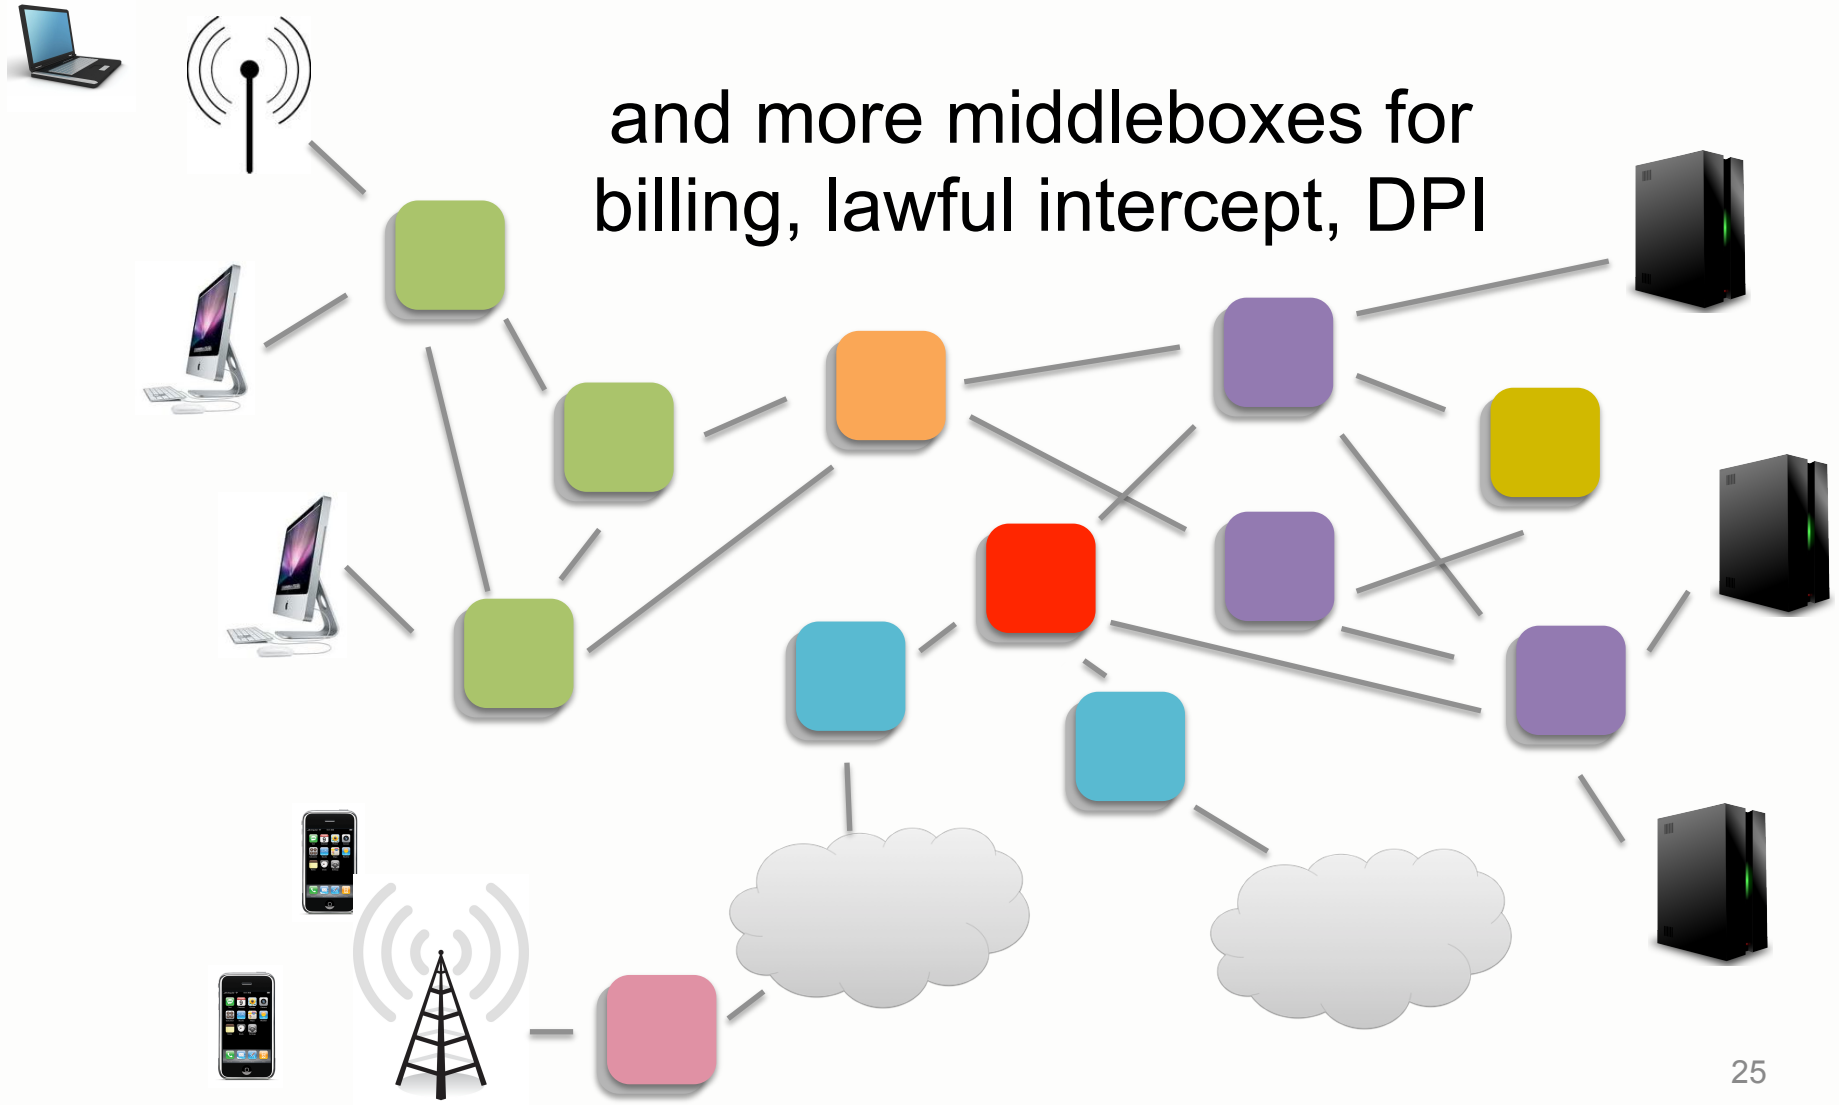 and more middleboxes for
billing, lawful intercept, DPI
25